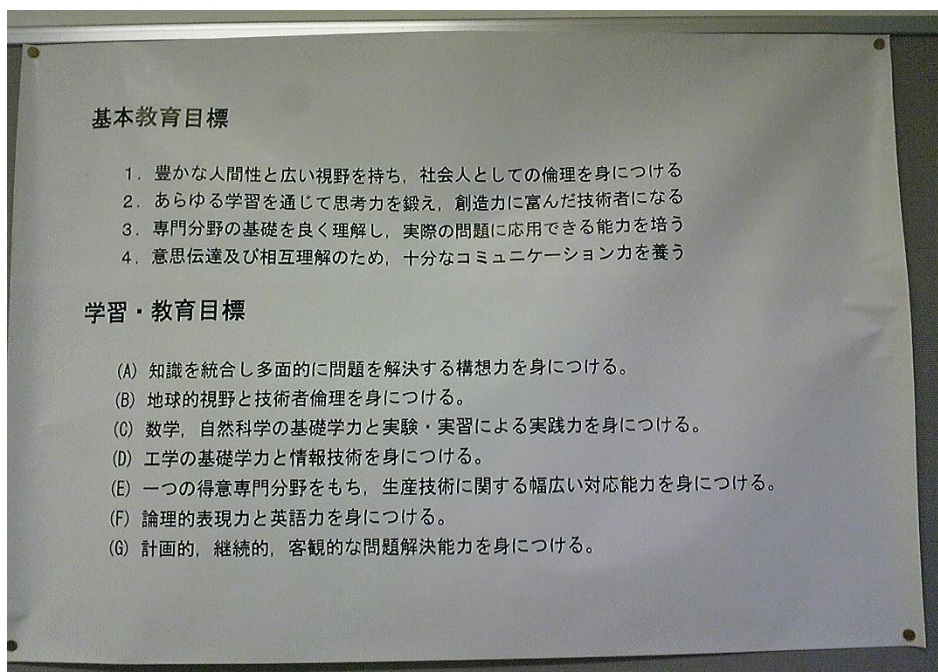 基本教育目標
1. 豊かな人間性と広い視野を持ち，社会人としての倫理を身につける
2. あらゆる学習を通じて思考力を鍛え，創造力に富んだ技術者になる
3. 専門分野の基礎を良く理解し，実際の問題に応用できる能力を培う
4. 意思伝達及び相互理解のため，十分なコミュニケーション力を養う
学習・教育目標
(A) 知識を統合し多面的に問題を解決する構想力を身につける。
(B) 地球的視野と技術者倫理を身につける。
(C) 数学，自然科学の基礎学力と実験・実習による実践力を身につける。
(D) 工学の基礎学力と情報技術を身につける。
(E) 一つの得意専門分野をもち，生産技術に関する幅広い対応能力を身につける。
(F) 論理的表現力と英語力を身につける。
(G) 計画的，継続的，客観的な問題解決能力を身につける。